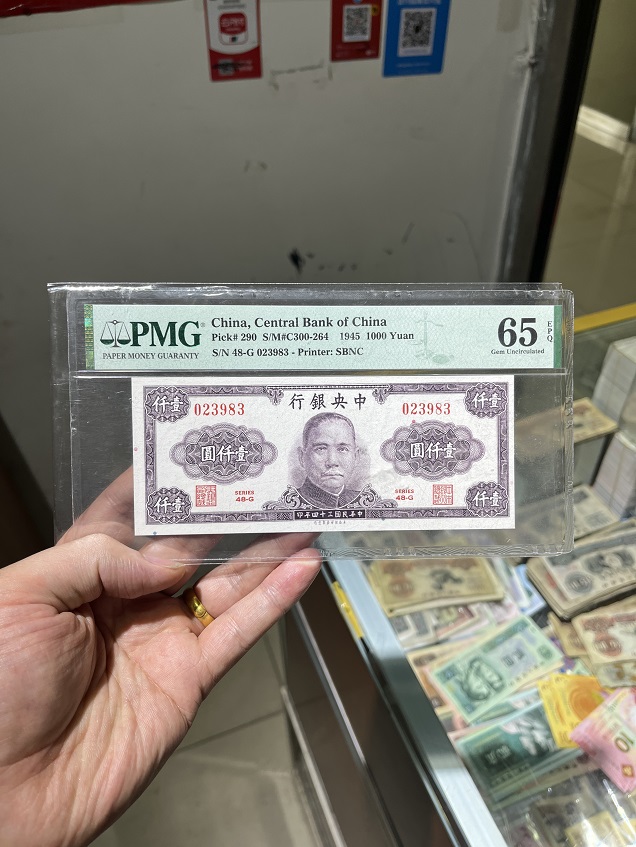 PMG
PAPER MONEY GUARANTY
China, Central Bank of China
Pick# 290 S/M#C300-264 1945 1000 Yuan
S/N 48-G 023983 - Printer: SBNC
65
EPQ
Gem Uncirculated
仟壹
行銀央中
仟壹
023983
023983
圓仟壹
圓仟壹
SERIES
48-G
SERIES
48-G
仟壹
印年四十三國民華中
仟壹
10